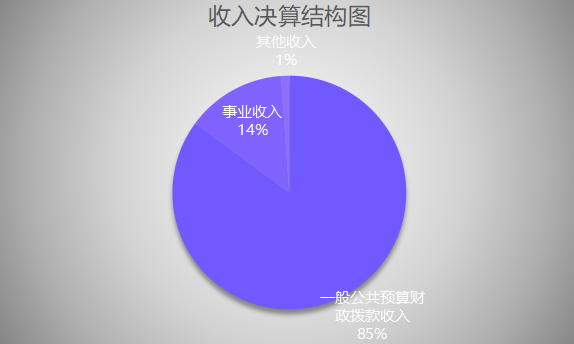 收入决算结构图
其他收入
1%
事业收入
14%
一般公共预算财
政拨款收入
85%